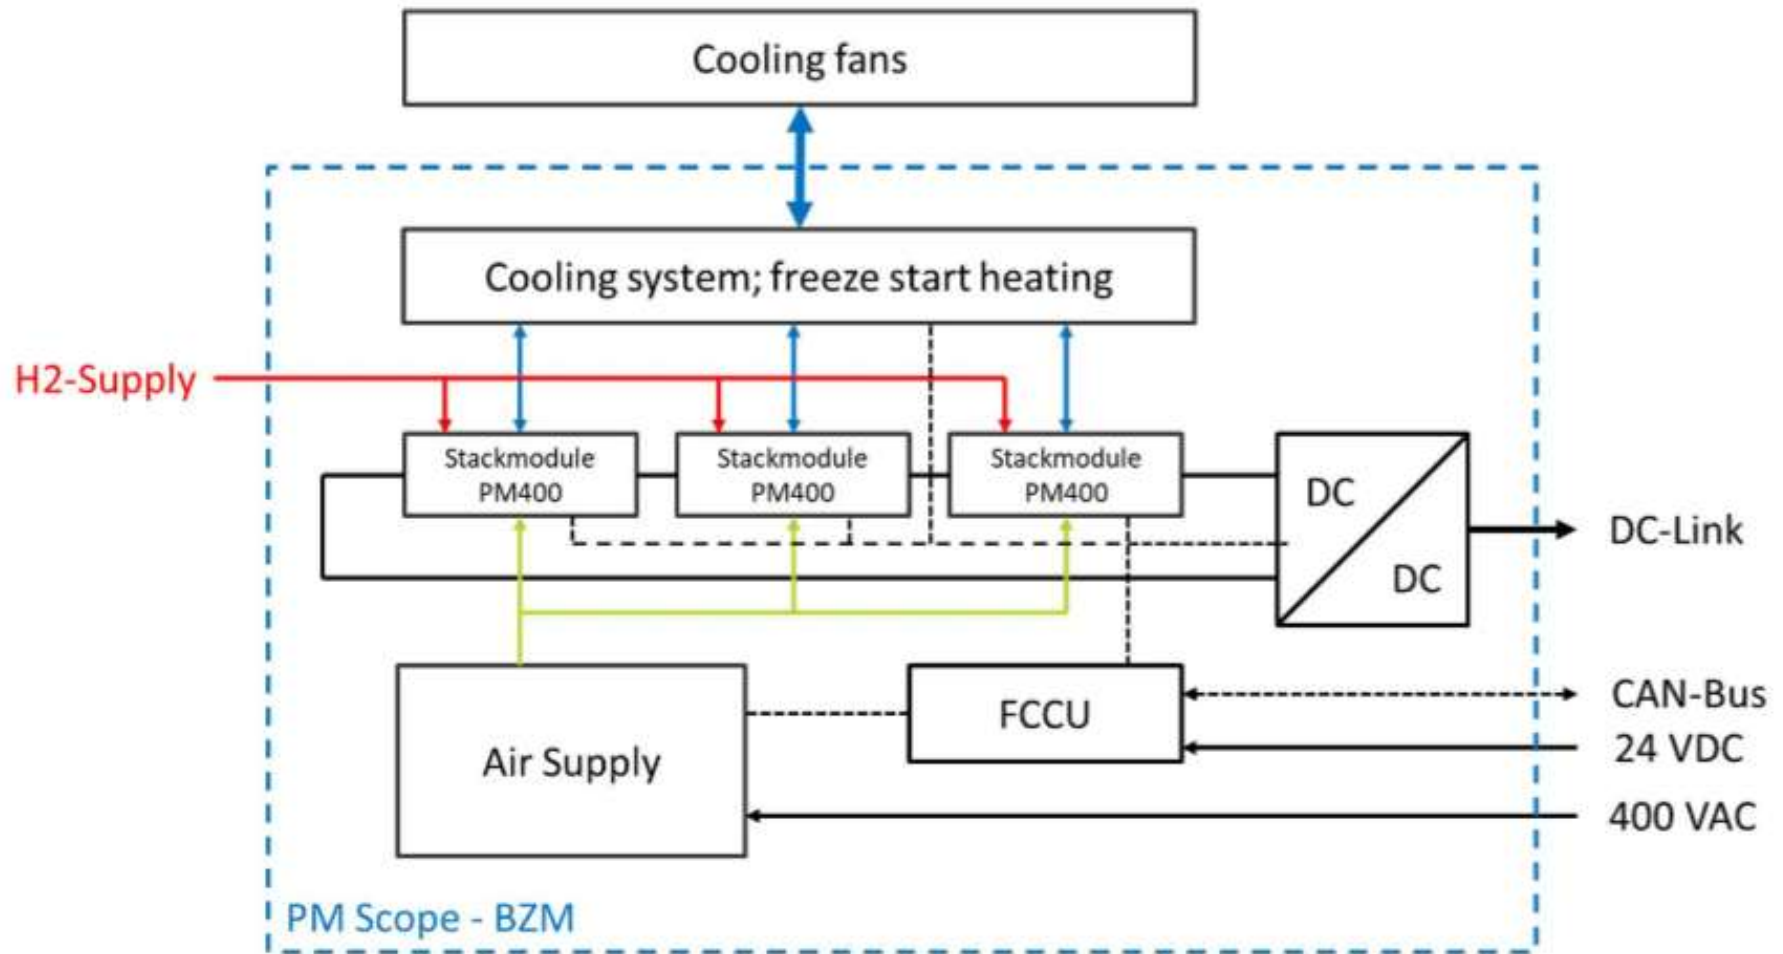 Cooling fans
Cooling system; freeze start heating
H2-Supply
Stackmodule
PM400
Stackmodule
PM400
Stackmodule
PM400
DC
DC
DC-Link
Air Supply
FCCU
CAN-Bus
24 VDC
400 VAC
PM Scope - BZM